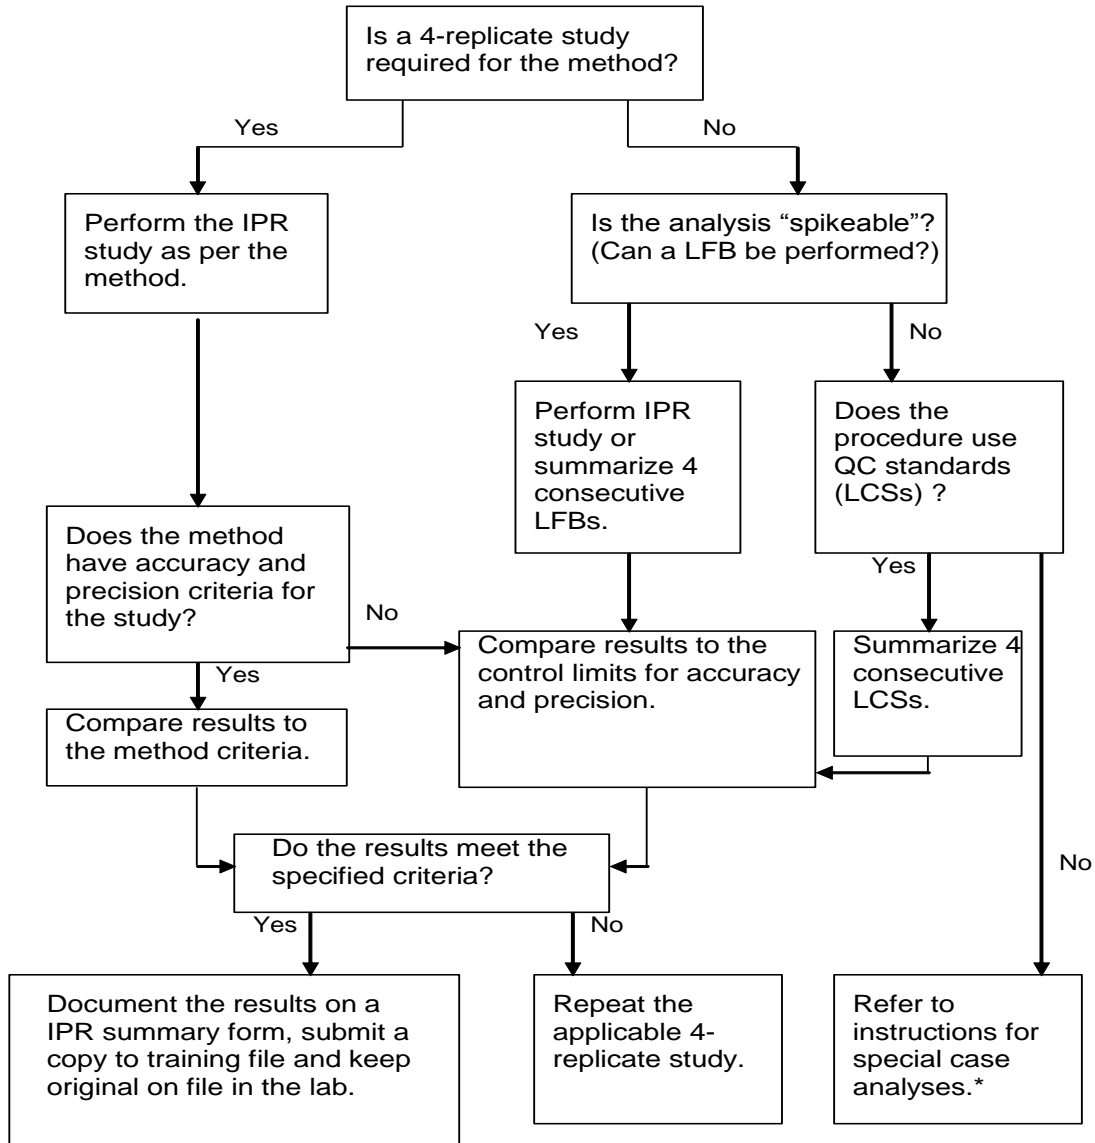 Is a 4-replicate study
required for the method?
Yes
No
Perform the IPR
study as per the
method.
Is the analysis “spikeable”?
(Can a LFB be performed?)
Yes
No
Perform IPR
study or
summarize 4
consecutive
LFBs.
Does the
procedure use
QC standards
(LCSs) ?
Does the method
have accuracy and
precision criteria for
the study?
No
Yes
Yes
Compare results to
the method criteria.
Compare results to the
control limits for accuracy
and precision.
Summarize 4
consecutive
LCSs.
Do the results meet the
specified criteria?
No
Yes
No
Document the results on a
IPR summary form, submit a
copy to training file and keep
original on file in the lab.
Repeat the
applicable 4-
replicate study.
Refer to
instructions for
special case
analyses.*